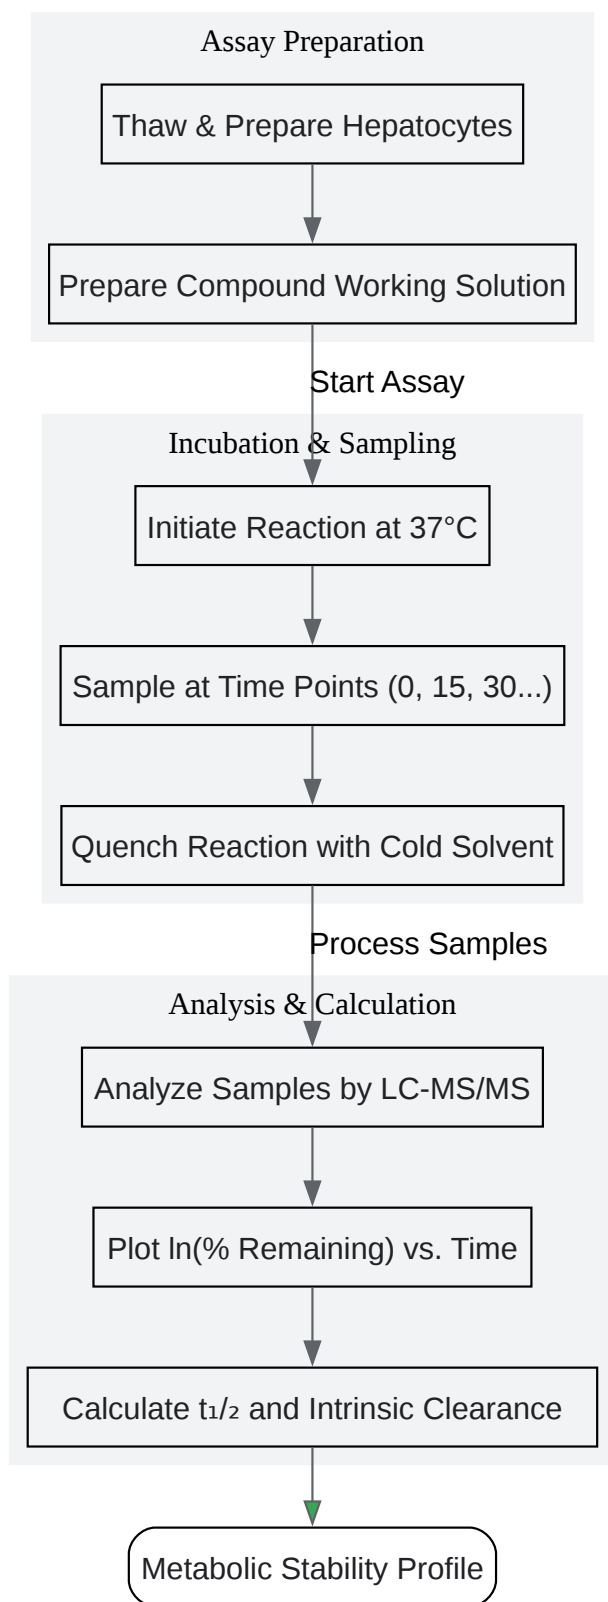 Assay Preparation
Thaw & Prepare Hepatocytes
Prepare Compound Working Solution
Start Assay
Incubation & Sampling
Initiate Reaction at 37°C
Sample at Time Points (0, 15, 30...)
Quench Reaction with Cold Solvent
Process Samples
Analysis & Calculation
Analyze Samples by LC-MS/MS
Plot ln(% Remaining) vs. Time
Calculate t₁/₂ and Intrinsic Clearance
Metabolic Stability Profile